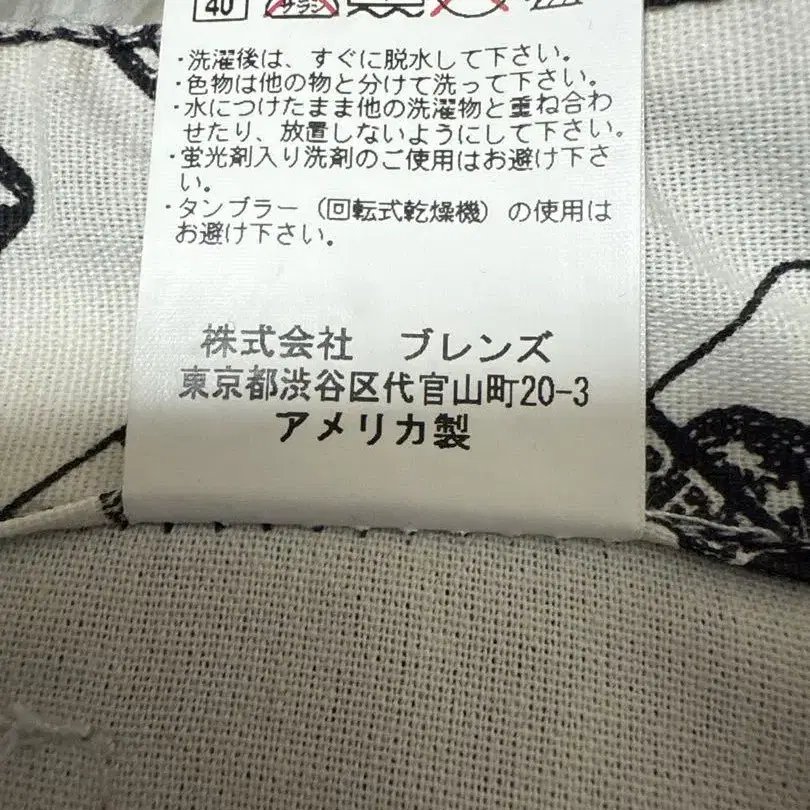 40
サラシ
・洗濯後は、すぐに脱水して下さい。
・色物は他の物と分けて洗って下さい。
・水につけたまま他の洗濯物と重ね合わ
せたり、放置しないようにして下さい。
・蛍光剤入り洗剤のご使用はお避け下さ
い。
・タンブラー（回転式乾燥機）の使用は
お避け下さい。
株式会社　ブレンズ
東京都渋谷区代官山町20-3
アメリカ製